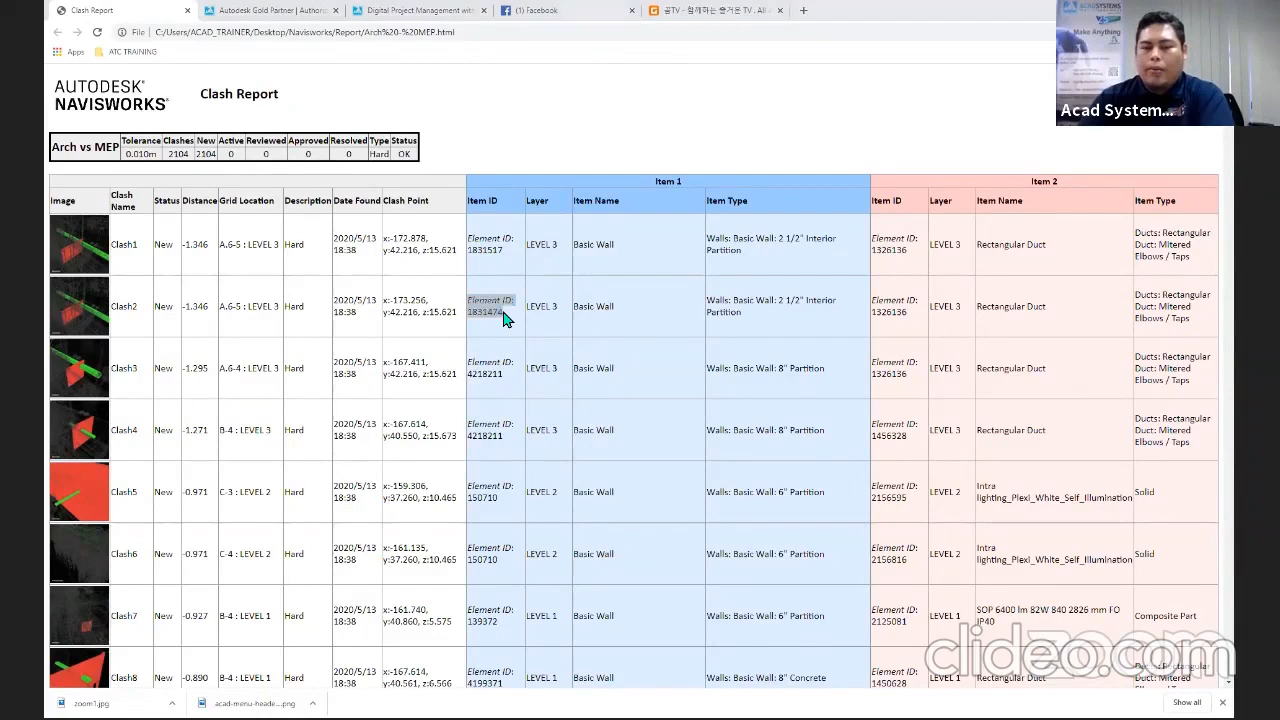 Clash Report
Autodesk Gold Partner | Authoriz
Digital Project Management with
(1) Facebook
곰TV - 함께하는 즐거운 기
File C:/Users/ACAD_TRAINER/Desktop/Navisworks/Report/Arch%20-%20MEP.html
Apps ATC TRAINING
ACADSYSTEMS
Make Anything
Acad System...
AUTODESK®
NAVISWORKS®
Clash Report
Arch vs MEP Tolerance Clashes New Active Reviewed Approved Resolved Type Status
0.010m 2104 2104 0 0 0 0 Hard OK
Item 1 Item 2
Image Clash Name Status Distance Grid Location Description Date Found Clash Point Item ID Layer Item Name Item Type Item ID Layer Item Name Item Type
Clash1 New -1.346 A.6-5 : LEVEL 3 Hard 2020/5/13 18:38 x:-172.878, y:42.216, z:15.621 Element ID: 1831517 LEVEL 3 Basic Wall Walls: Basic Wall: 2 1/2" Interior Partition Element ID: 1326136 LEVEL 3 Rectangular Duct Ducts: Rectangular Duct: Mitered Elbows / Taps
Clash2 New -1.346 A.6-5 : LEVEL 3 Hard 2020/5/13 18:38 x:-173.256, y:42.216, z:15.621 Element ID: 1831474 LEVEL 3 Basic Wall Walls: Basic Wall: 2 1/2" Interior Partition Element ID: 1326136 LEVEL 3 Rectangular Duct Ducts: Rectangular Duct: Mitered Elbows / Taps
Clash3 New -1.295 A.6-4 : LEVEL 3 Hard 2020/5/13 18:38 x:-167.411, y:42.216, z:15.621 Element ID: 4218211 LEVEL 3 Basic Wall Walls: Basic Wall: 8" Partition Element ID: 1326136 LEVEL 3 Rectangular Duct Ducts: Rectangular Duct: Mitered Elbows / Taps
Clash4 New -1.271 B-4 : LEVEL 3 Hard 2020/5/13 18:38 x:-167.614, y:40.550, z:15.673 Element ID: 4218211 LEVEL 3 Basic Wall Walls: Basic Wall: 8" Partition Element ID: 1456328 LEVEL 3 Rectangular Duct Ducts: Rectangular Duct: Mitered Elbows / Taps
Clash5 New -0.971 C-3 : LEVEL 2 Hard 2020/5/13 18:38 x:-159.306, y:37.260, z:10.465 Element ID: 150710 LEVEL 2 Basic Wall Walls: Basic Wall: 6" Partition Element ID: 2156595 LEVEL 2 Intra lighting_Plexi_White_Self_Illumination Solid
Clash6 New -0.971 C-4 : LEVEL 2 Hard 2020/5/13 18:38 x:-161.135, y:37.260, z:10.465 Element ID: 150710 LEVEL 2 Basic Wall Walls: Basic Wall: 6" Partition Element ID: 2156816 LEVEL 2 Intra lighting_Plexi_White_Self_Illumination Solid
Clash7 New -0.927 B-4 : LEVEL 1 Hard 2020/5/13 18:38 x:-161.740, y:40.860, z:5.575 Element ID: 139372 LEVEL 1 Basic Wall Walls: Basic Wall: 6" Partition Element ID: 2125081 LEVEL 1 SOP 6400 lm 82W 840 2826 mm FO IP40 Composite Part
Clash8 New -0.890 B-4 : LEVEL 1 Hard 2020/5/13 18:38 x:-167.614, y:40.561, z:6.566 Element ID: 4199371 LEVEL 1 Basic Wall Walls: Basic Wall: 8" Concrete Element ID: 1456028 LEVEL 1 Rectangular Duct Ducts: Rectangular Duct: Mitered
clideo.com
zoom1.jpg
acad-menu-heade...png
Show all